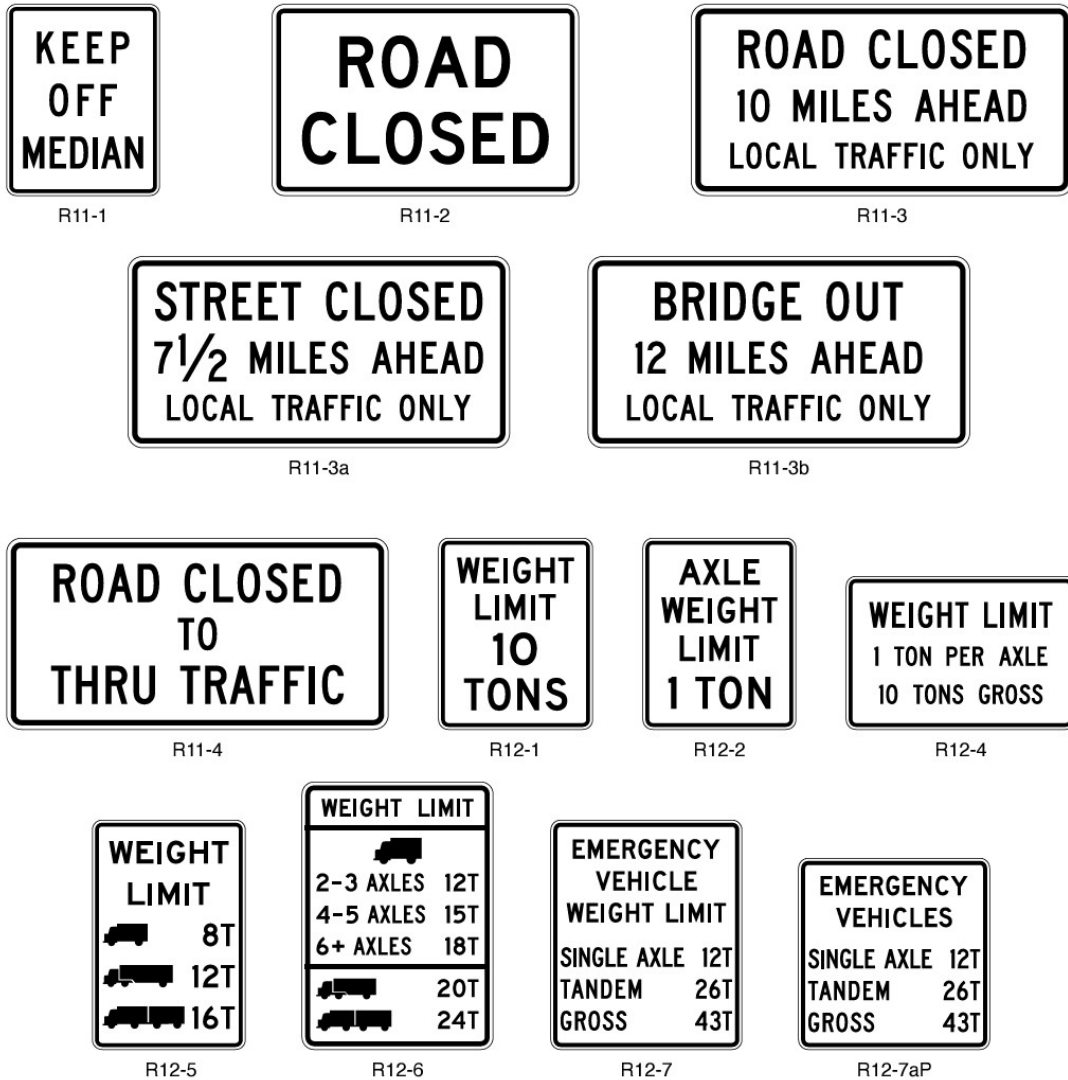 KEEP
OFF
MEDIAN
R11-1
ROAD
CLOSED
R11-2
ROAD CLOSED
10 MILES AHEAD
LOCAL TRAFFIC ONLY
R11-3
STREET CLOSED
7 1/2 MILES AHEAD
LOCAL TRAFFIC ONLY
R11-3a
BRIDGE OUT
12 MILES AHEAD
LOCAL TRAFFIC ONLY
R11-3b
ROAD CLOSED
TO
THRU TRAFFIC
R11-4
WEIGHT
LIMIT
10
TONS
R12-1
AXLE
WEIGHT
LIMIT
1 TON
R12-2
WEIGHT LIMIT
1 TON PER AXLE
10 TONS GROSS
R12-4
WEIGHT
LIMIT
8T
12T
16T
R12-5
WEIGHT LIMIT
2-3 AXLES 12T
4-5 AXLES 15T
6+ AXLES 18T
20T
24T
R12-6
EMERGENCY
VEHICLE
WEIGHT LIMIT
SINGLE AXLE 12T
TANDEM 26T
GROSS 43T
R12-7
EMERGENCY
VEHICLES
SINGLE AXLE 12T
TANDEM 26T
GROSS 43T
R12-7aP